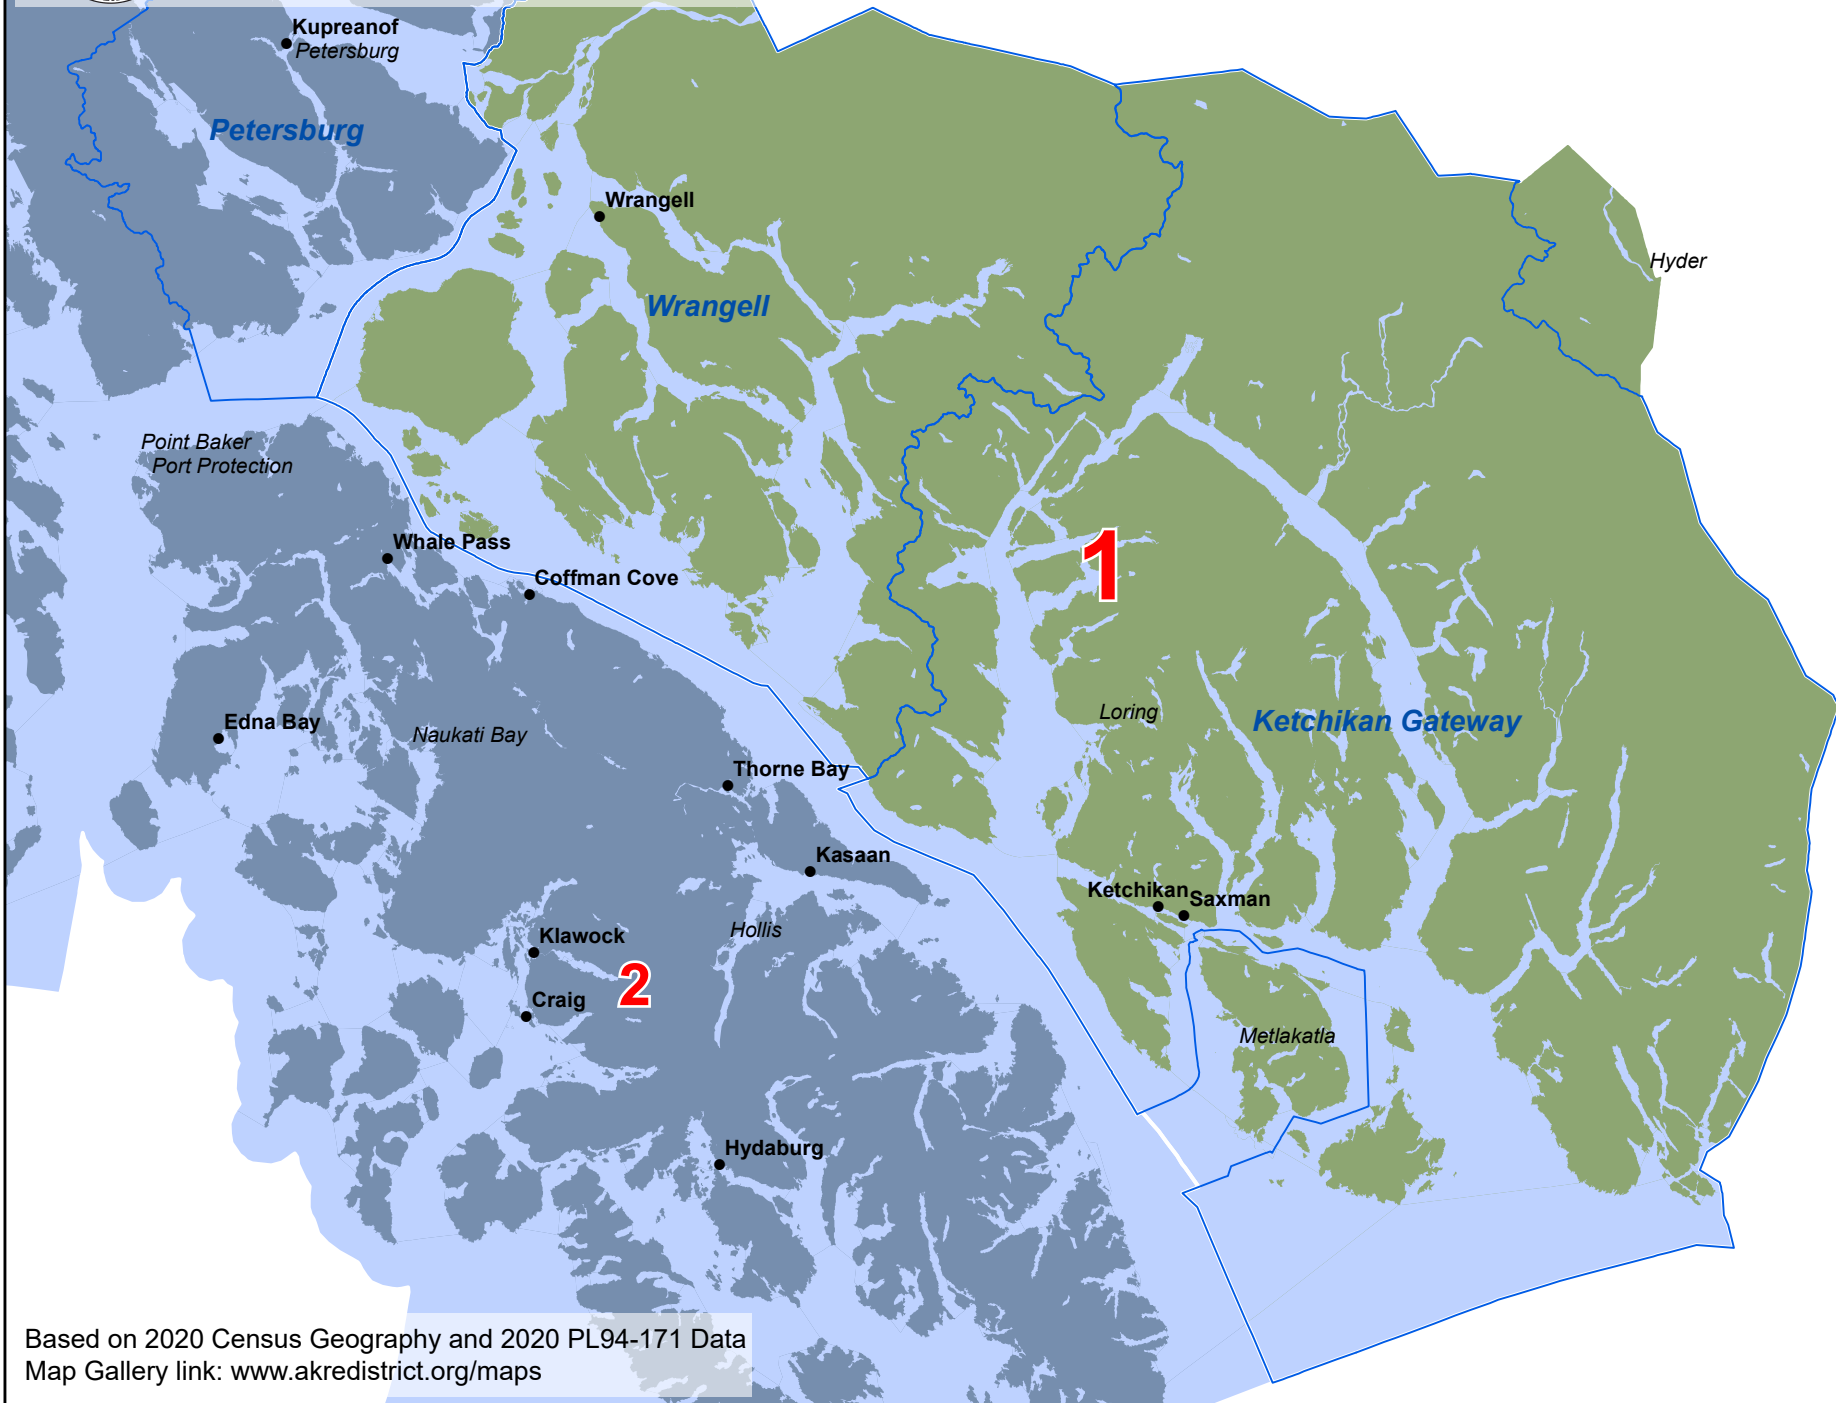 Kupreanof
Petersburg
Petersburg
Wrangell
Hyder
Wrangell
Point Baker
Port Protection
Whale Pass
1
Coffman Cove
Loring
Ketchikan Gateway
Edna Bay
Naukati Bay
Thorne Bay
Kasaan
Ketchikan
Saxman
Hollis
Klawock
2
Craig
Metlakatla
Hydaburg
Based on 2020 Census Geography and 2020 PL94-171 Data
Map Gallery link: www.akredistrict.org/maps